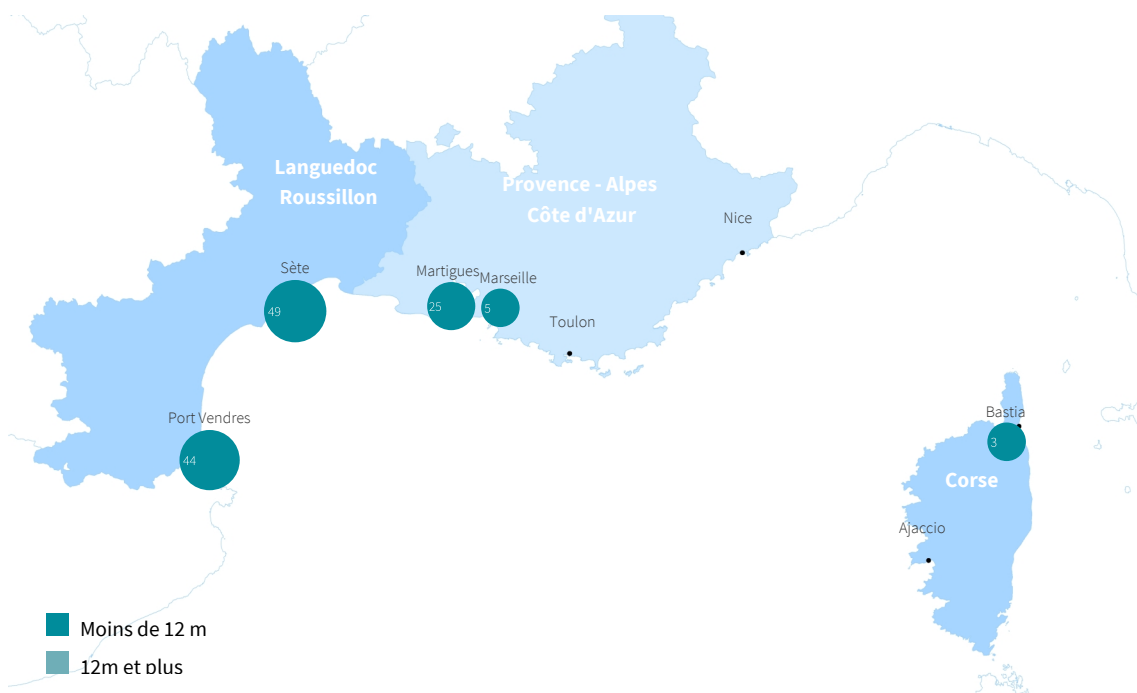 Languedoc
Roussillon
Provence - Alpes
Côte d'Azur
Nice
Sète
49
Martigues
25
Marseille
5
Toulon
Port Vendres
44
Bastia
3
Corse
Ajaccio
Moins de 12 m
12m et plus